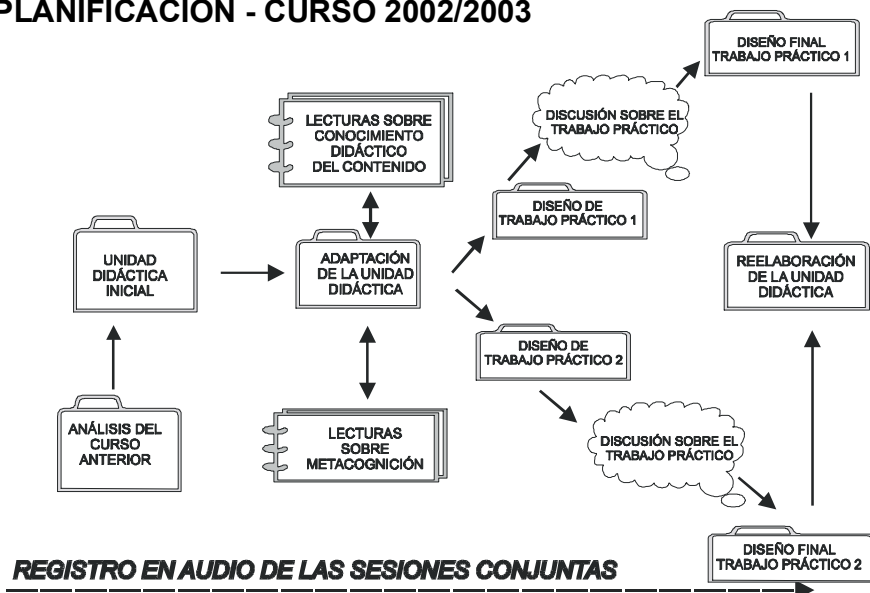 PLANIFICACIÓN - CURSO 2002/2003
DISEÑO FINAL
TRABAJO PRÁCTICO 1
LECTURAS SOBRE
CONOCIMIENTO
DIDÁCTICO
DEL CONTENIDO
DISCUSIÓN SOBRE EL
TRABAJO PRÁCTICO
DISEÑO DE
TRABAJO PRÁCTICO 1
UNIDAD
DIDÁCTICA
INICIAL
ADAPTACIÓN
DE LA UNIDAD
DIDÁCTICA
REELABORACIÓN
DE LA UNIDAD
DIDÁCTICA
DISEÑO DE
TRABAJO PRÁCTICO 2
ANÁLISIS DEL
CURSO
ANTERIOR
LECTURAS
SOBRE
METACOGNICIÓN
DISCUSIÓN SOBRE EL
TRABAJO PRÁCTICO
DISEÑO FINAL
TRABAJO PRÁCTICO 2
REGISTRO EN AUDIO DE LAS SESIONES CONJUNTAS